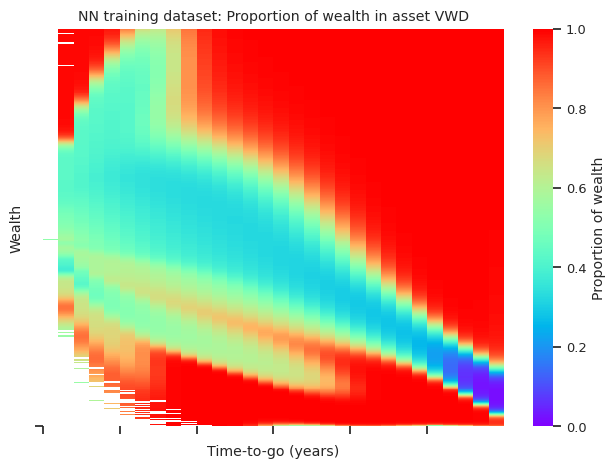 NN training dataset: Proportion of wealth in asset VWD
Wealth
Time-to-go (years)
1.0
0.8
0.6
0.4
0.2
0.0
Proportion of wealth